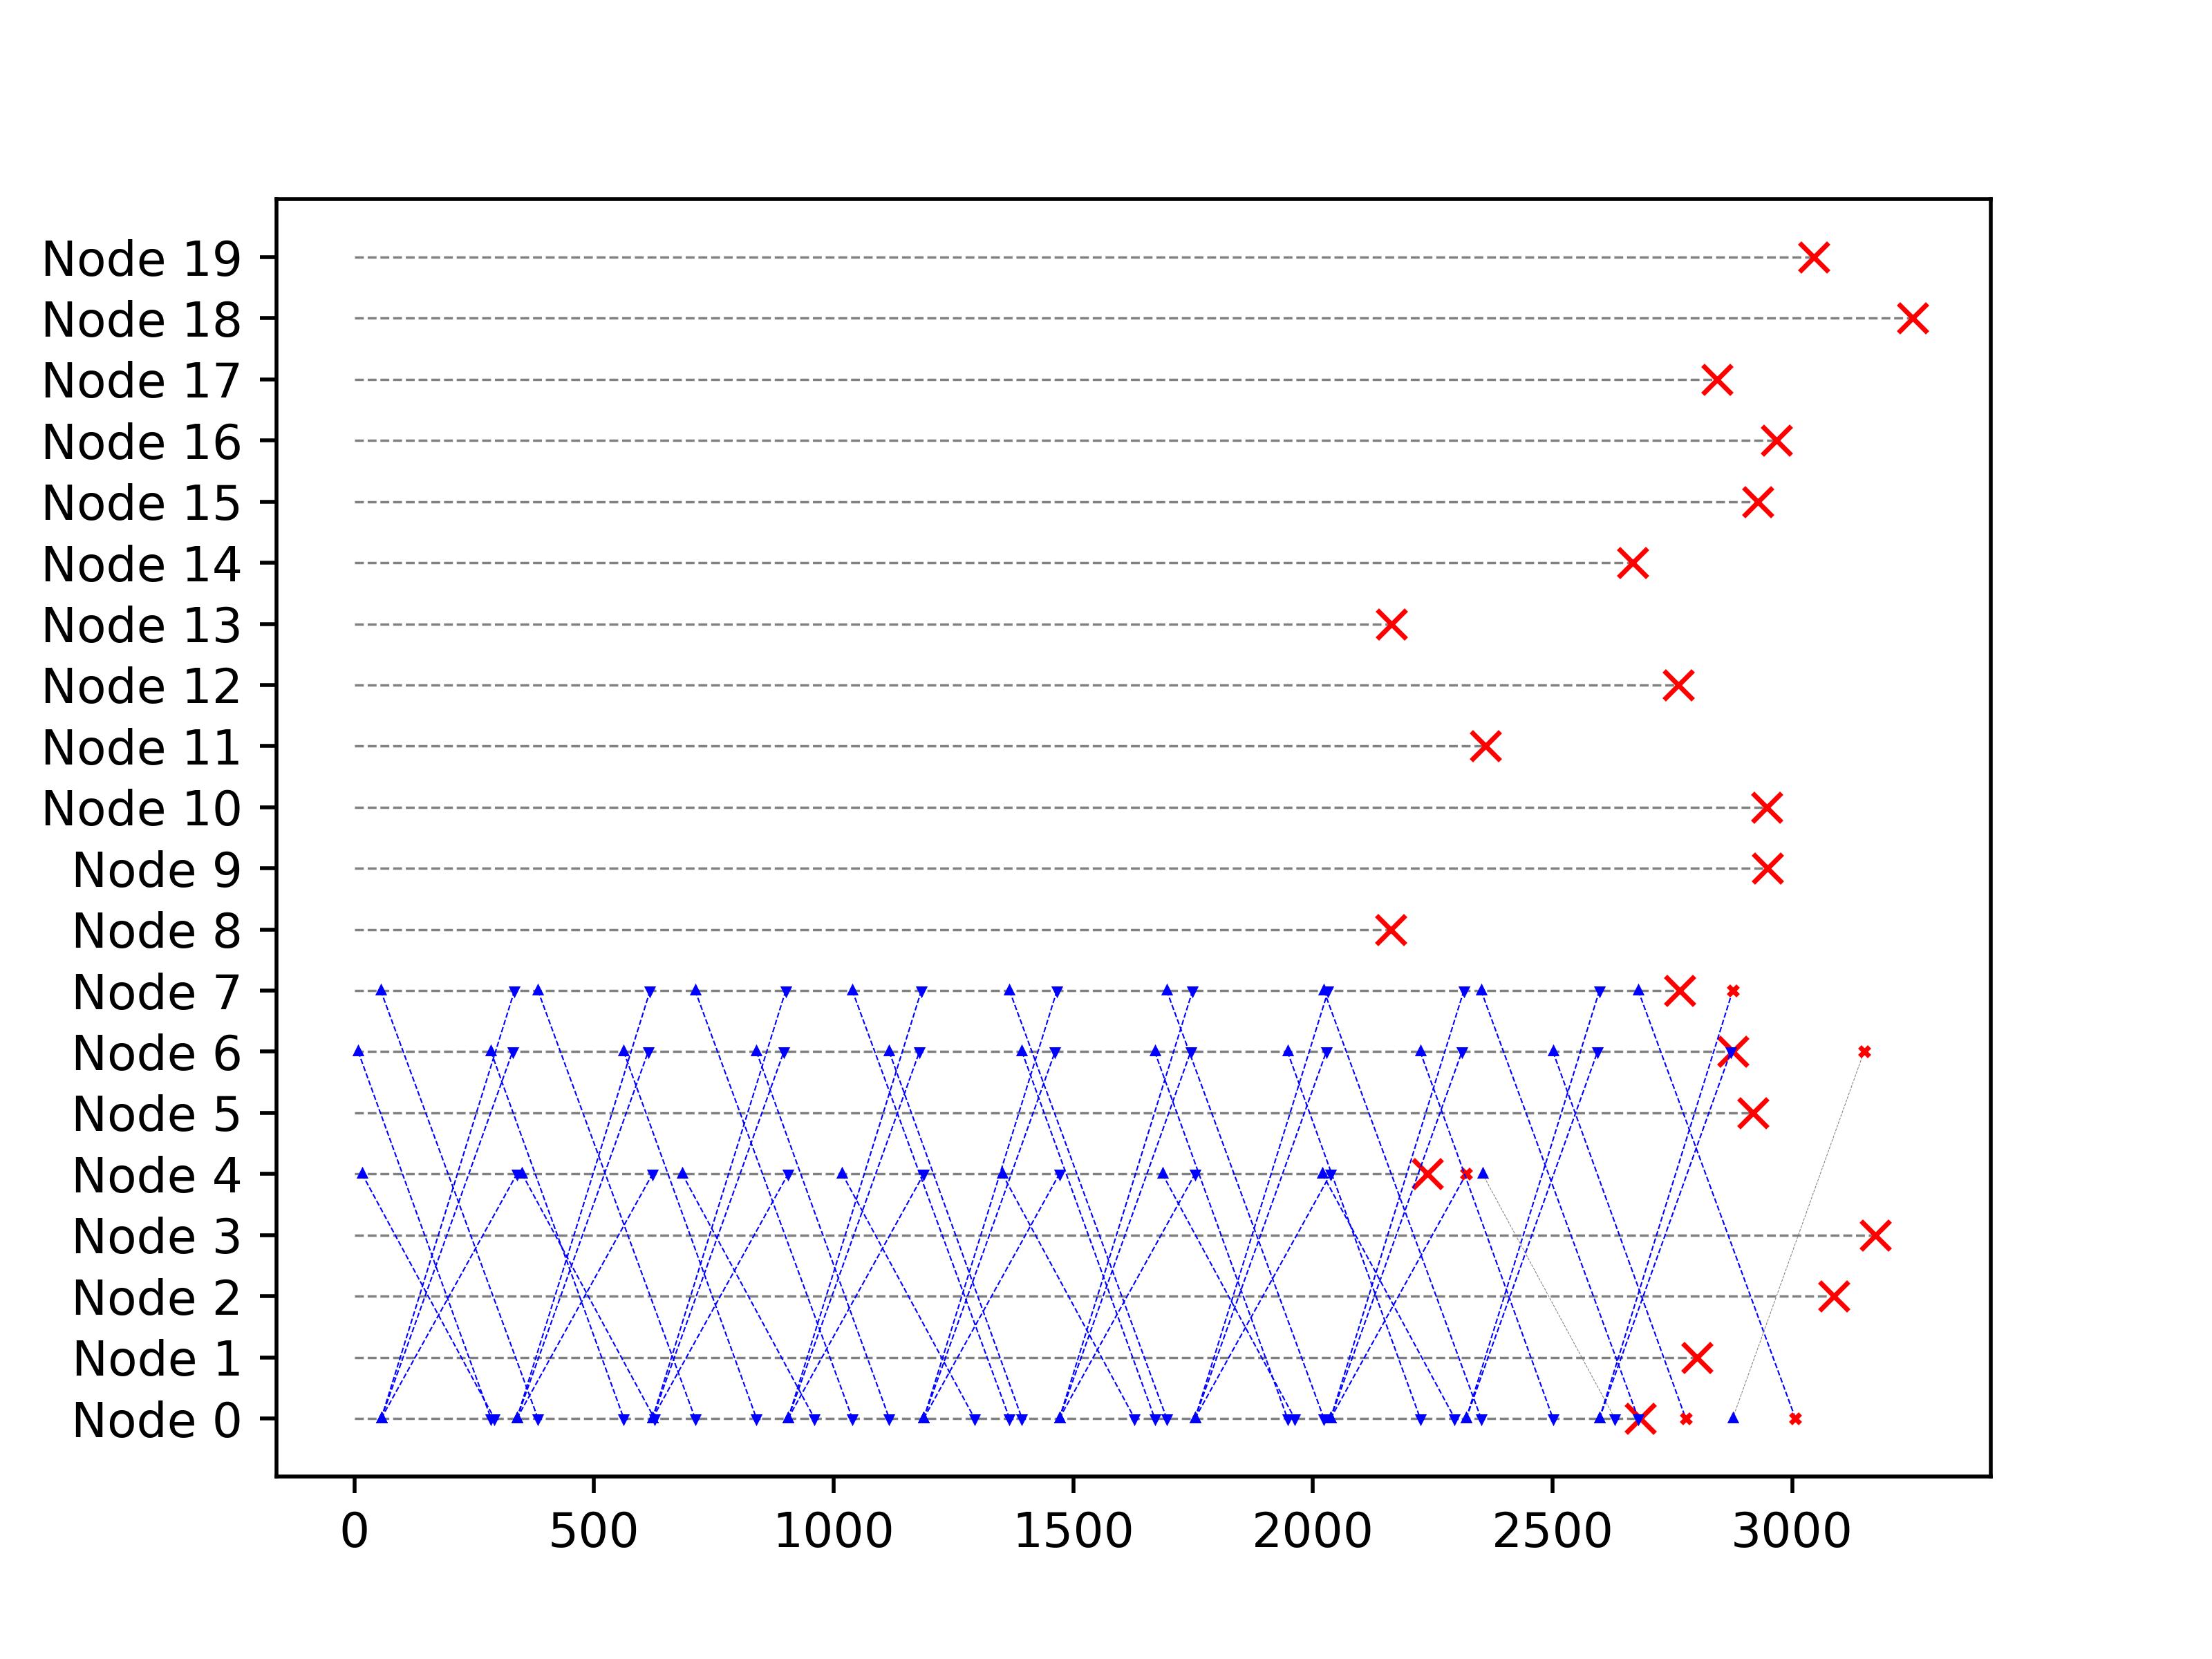 Node 19
Node 18
Node 17
Node 16
Node 15
Node 14
Node 13
Node 12
Node 11
Node 10
Node 9
Node 8
Node 7
Node 6
Node 5
Node 4
Node 3
Node 2
Node 1
Node 0
0 500 1000 1500 2000 2500 3000